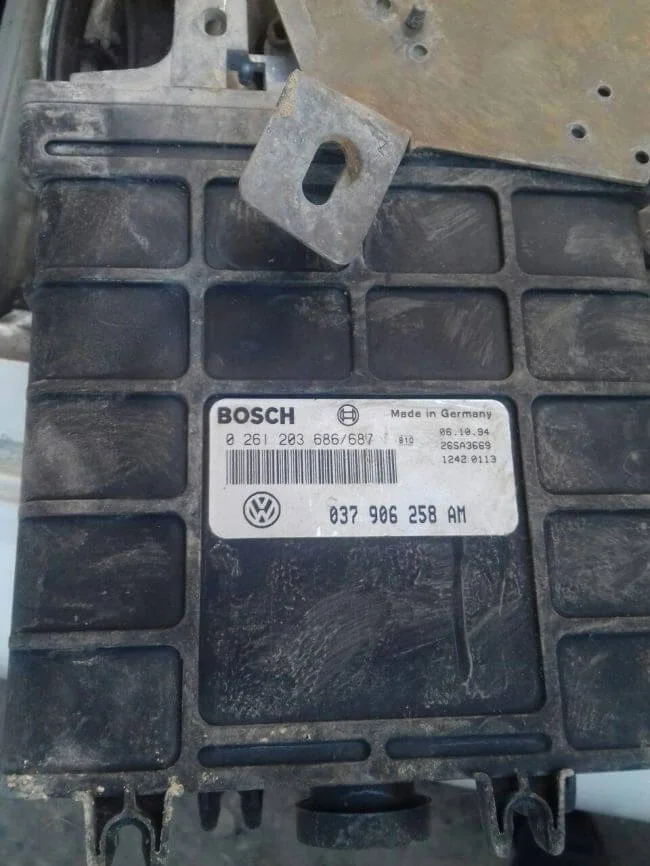 BOSCH Made in Germany
0 261 203 686/687 06.10.94
26SA3669
1242 0113
037 906 258 AM